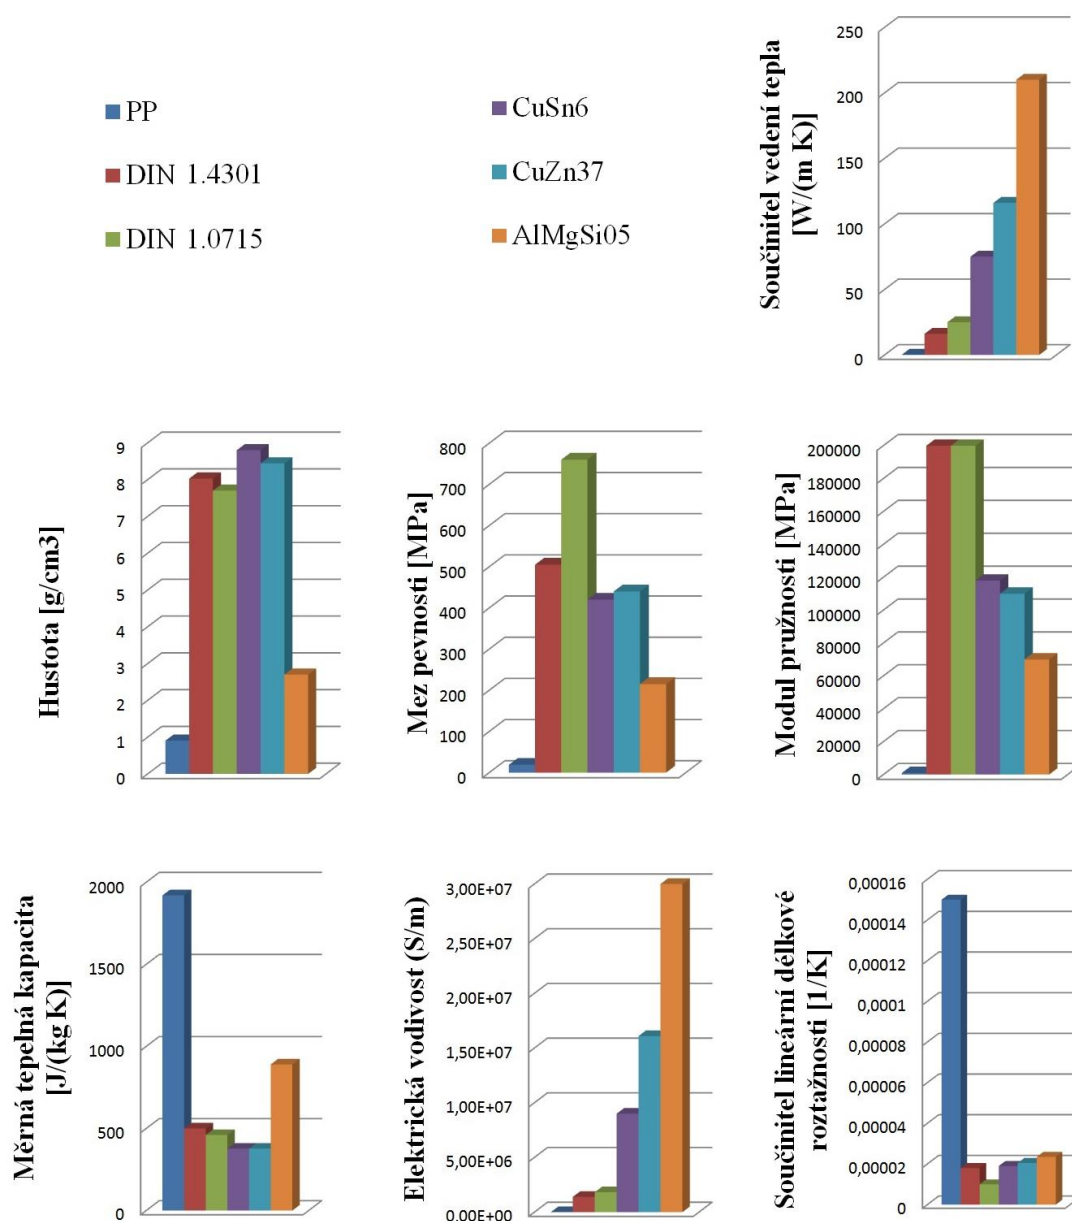 PP
DIN 1.4301
DIN 1.0715
CuSn6
CuZn37
AlMgSi05
Součinitel vedení tepla
[W/(m K)]
250
200
150
100
50
0
Hustota [g/cm3]
9
8
7
6
5
4
3
2
1
0
Mez pevnosti [MPa]
800
700
600
500
400
300
200
100
0
Modul pružnosti [MPa]
200000
180000
160000
140000
120000
100000
80000
60000
40000
20000
0
Měrná tepelná kapacita
[J/(kg K)]
2000
1500
1000
500
0
Elektrická vodivost (S/m)
3,00E+07
2,50E+07
2,00E+07
1,50E+07
1,00E+07
5,00E+06
0,00E+00
Součinitel lineární délkové
roztažnosti [1/K]
0,00016
0,00014
0,00012
0,0001
0,00008
0,00006
0,00004
0,00002
0